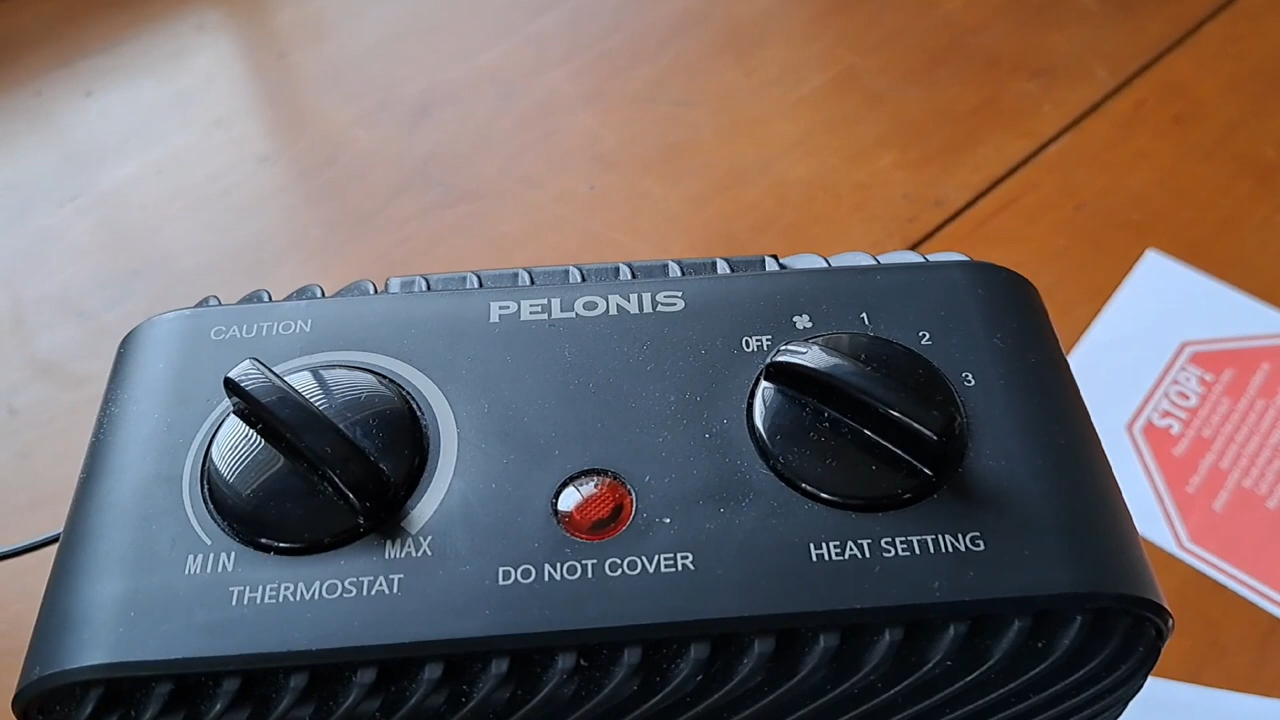 PELONIS
CAUTION
OFF 1 2 3
MIN MAX
THERMOSTAT
DO NOT COVER
HEAT SETTING
STOP!